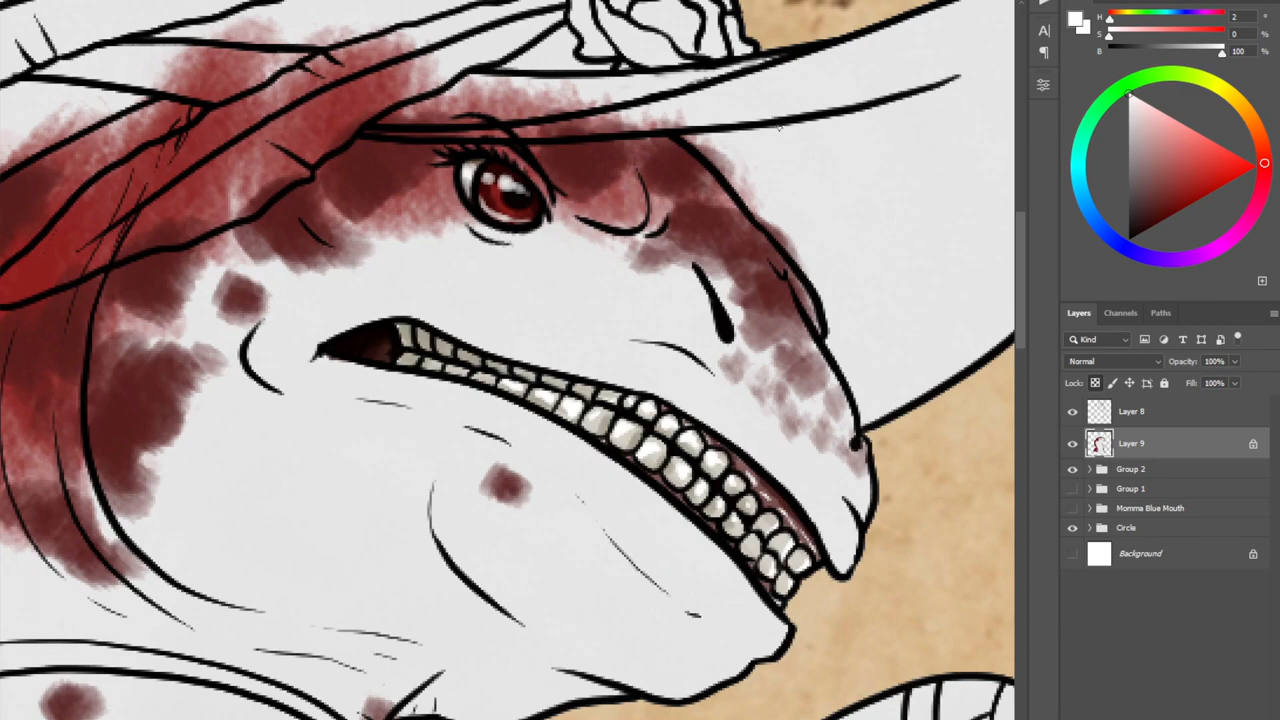 H 2 °
S 0 %
B 100 %
A|
Layers Channels Paths
Kind
Normal Opacity: 100%
Lock: Fill: 100%
Layer 8
Layer 9
Group 2
Group 1
Momma Blue Mouth
Circle
Background